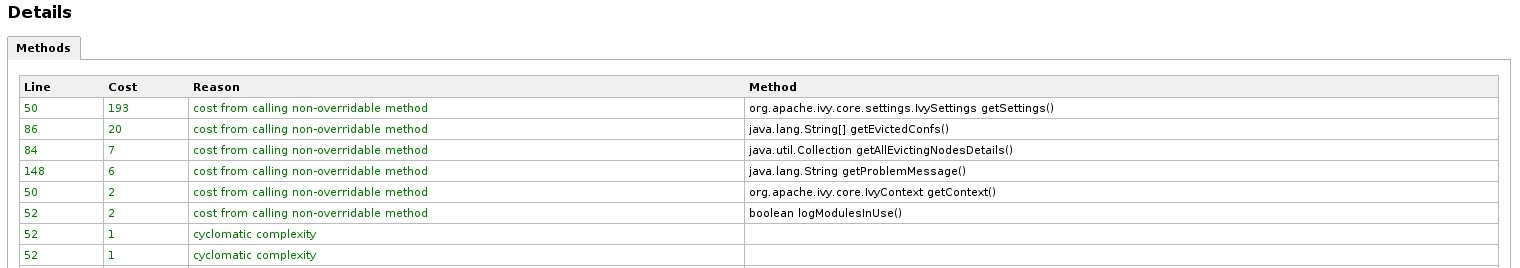 Details
Methods
Line Cost Reason Method
50 193 cost from calling non-overridable method org.apache.ivy.core.settings.IvySettings getSettings()
86 20 cost from calling non-overridable method java.lang.String[] getEvictedConfs()
84 7 cost from calling non-overridable method java.util.Collection getAllEvictingNodesDetails()
148 6 cost from calling non-overridable method java.lang.String getProblemMessage()
50 2 cost from calling non-overridable method org.apache.ivy.core.IvyContext getContext()
52 2 cost from calling non-overridable method boolean logModulesInUse()
52 1 cyclomatic complexity
52 1 cyclomatic complexity